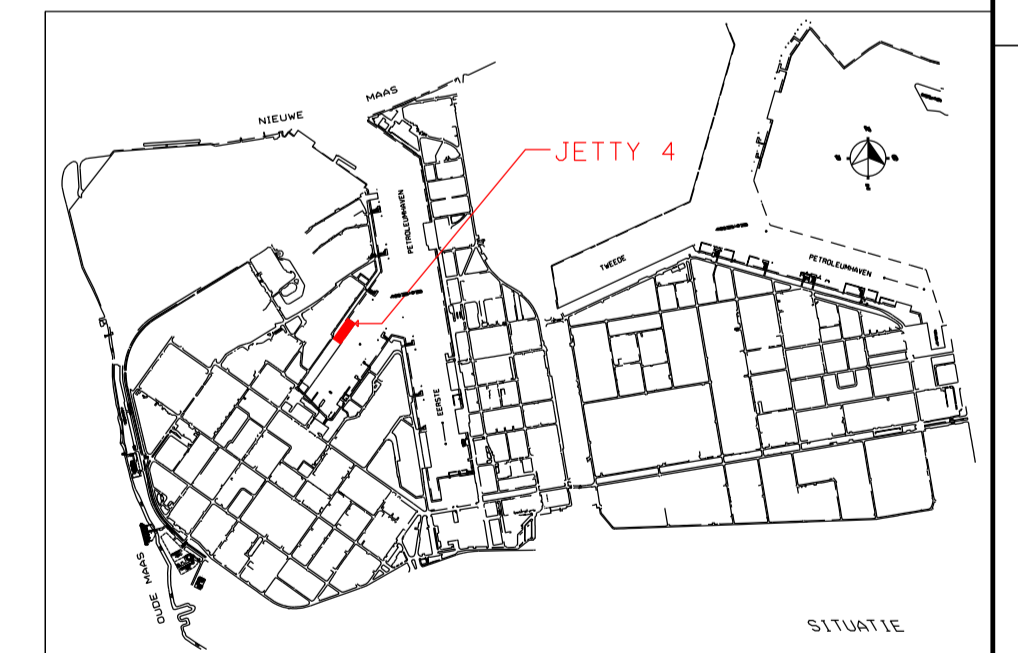 NIEUWE
MAAS
JETTY 4
PETROLEUMHAVEN
TWEEDE
PETROLEUMHAVEN
EERSTE
OUDE MAAS
SITUATIE